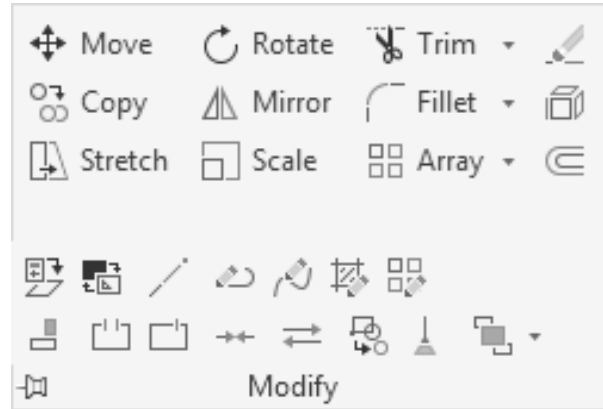 Move Rotate Trim
Copy Mirror Fillet
Stretch Scale Array
Modify